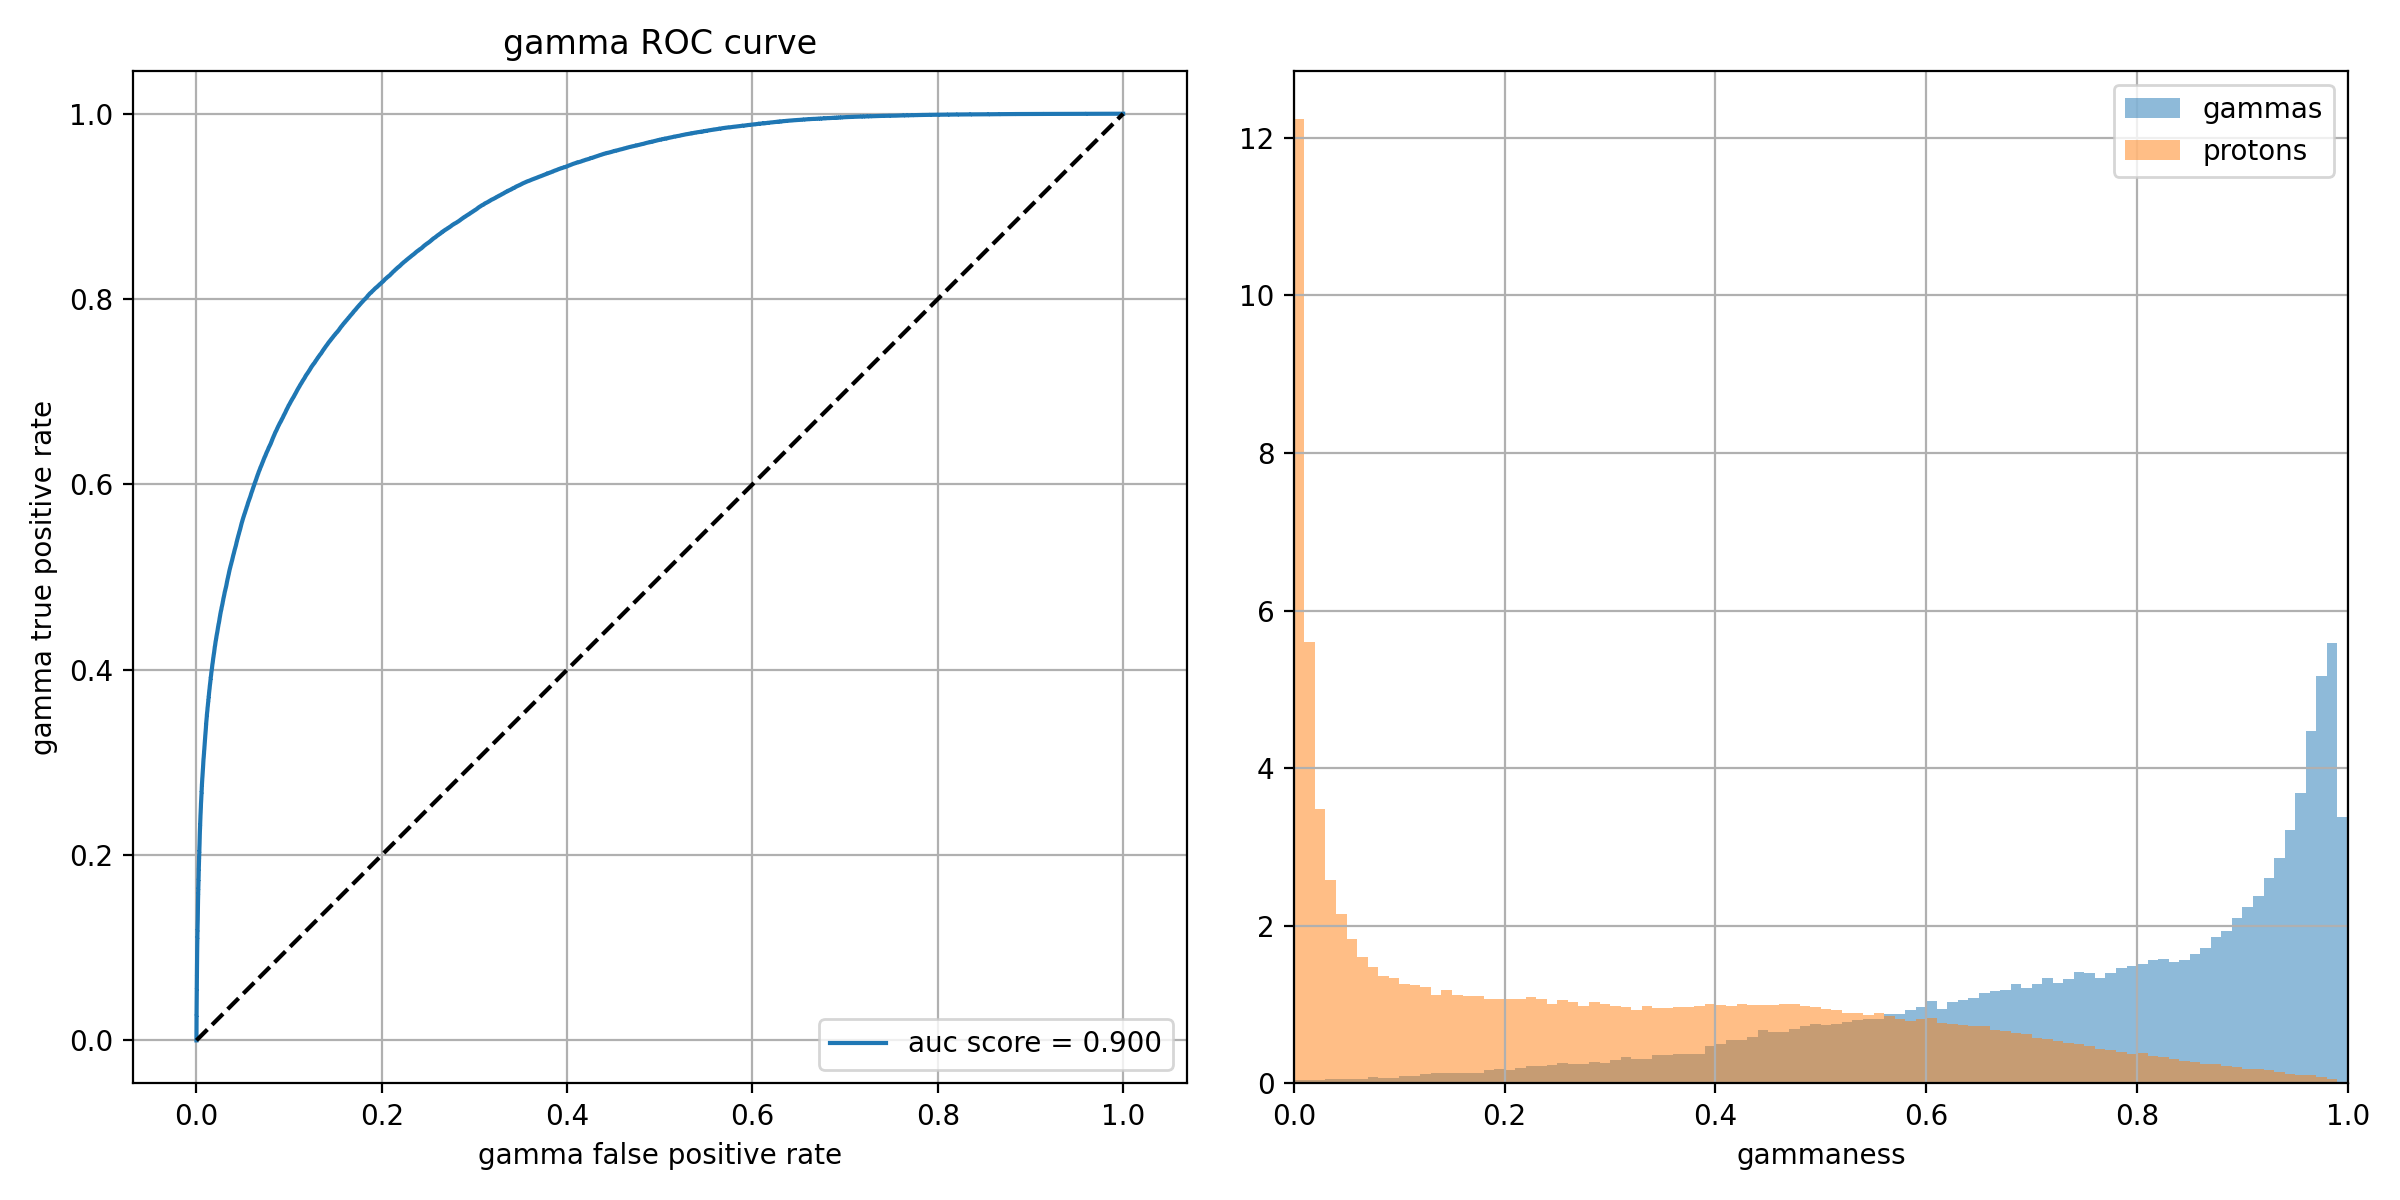 gamma ROC curve
gamma true positive rate
1.0
0.8
0.6
0.4
0.2
0.0
0.0 0.2 0.4 0.6 0.8 1.0
gamma false positive rate
auc score = 0.900
12
10
8
6
4
2
0
0.0 0.2 0.4 0.6 0.8 1.0
gammaness
gammas
protons